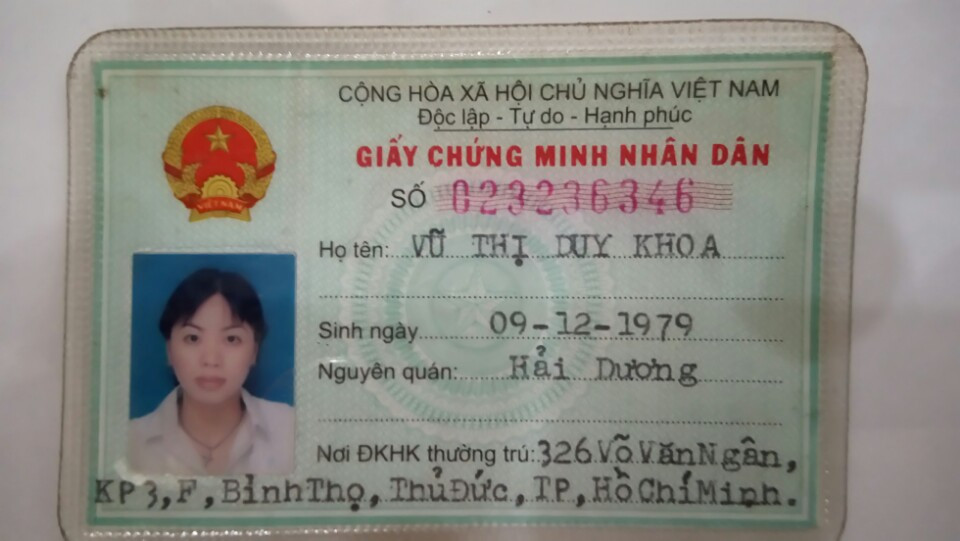 CỘNG HÒA XÃ HỘI CHỦ NGHĨA VIỆT NAM
Độc lập - Tự do - Hạnh phúc
GIẤY CHỨNG MINH NHÂN DÂN
SỐ 023236346
Họ tên: VŨ THỊ DUY KHOA
Sinh ngày 09-12-1979
Nguyên quán: Hải Dương
Nơi ĐKHK thường trú: 326 Võ Văn Ngân,
KP3, F, Bình Thọ, Thủ Đức, TP, Hồ Chí Minh.
VIỆT NAM